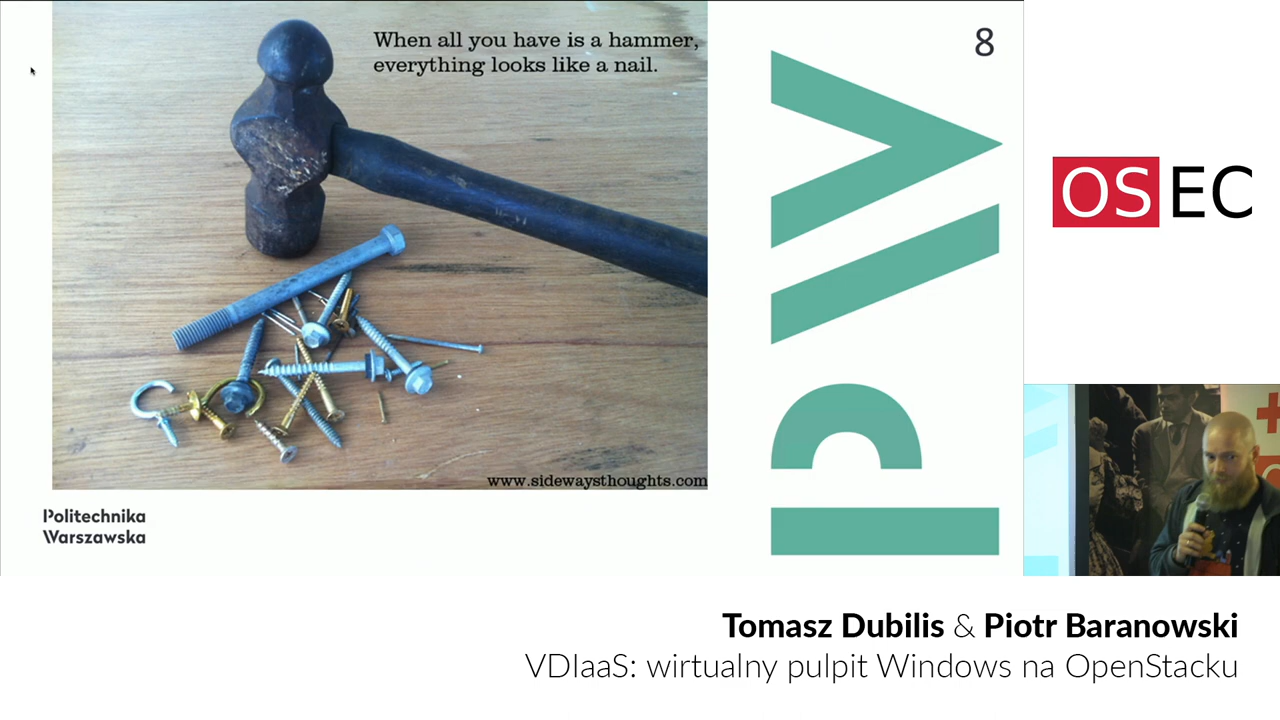 When all you have is a hammer,
everything looks like a nail.
8
www.sidewaysthoughts.com
Politechnika
Warszawska
OSEC
Tomasz Dubilis & Piotr Baranowski
VDIaaS: wirtualny pulpit Windows na OpenStacku